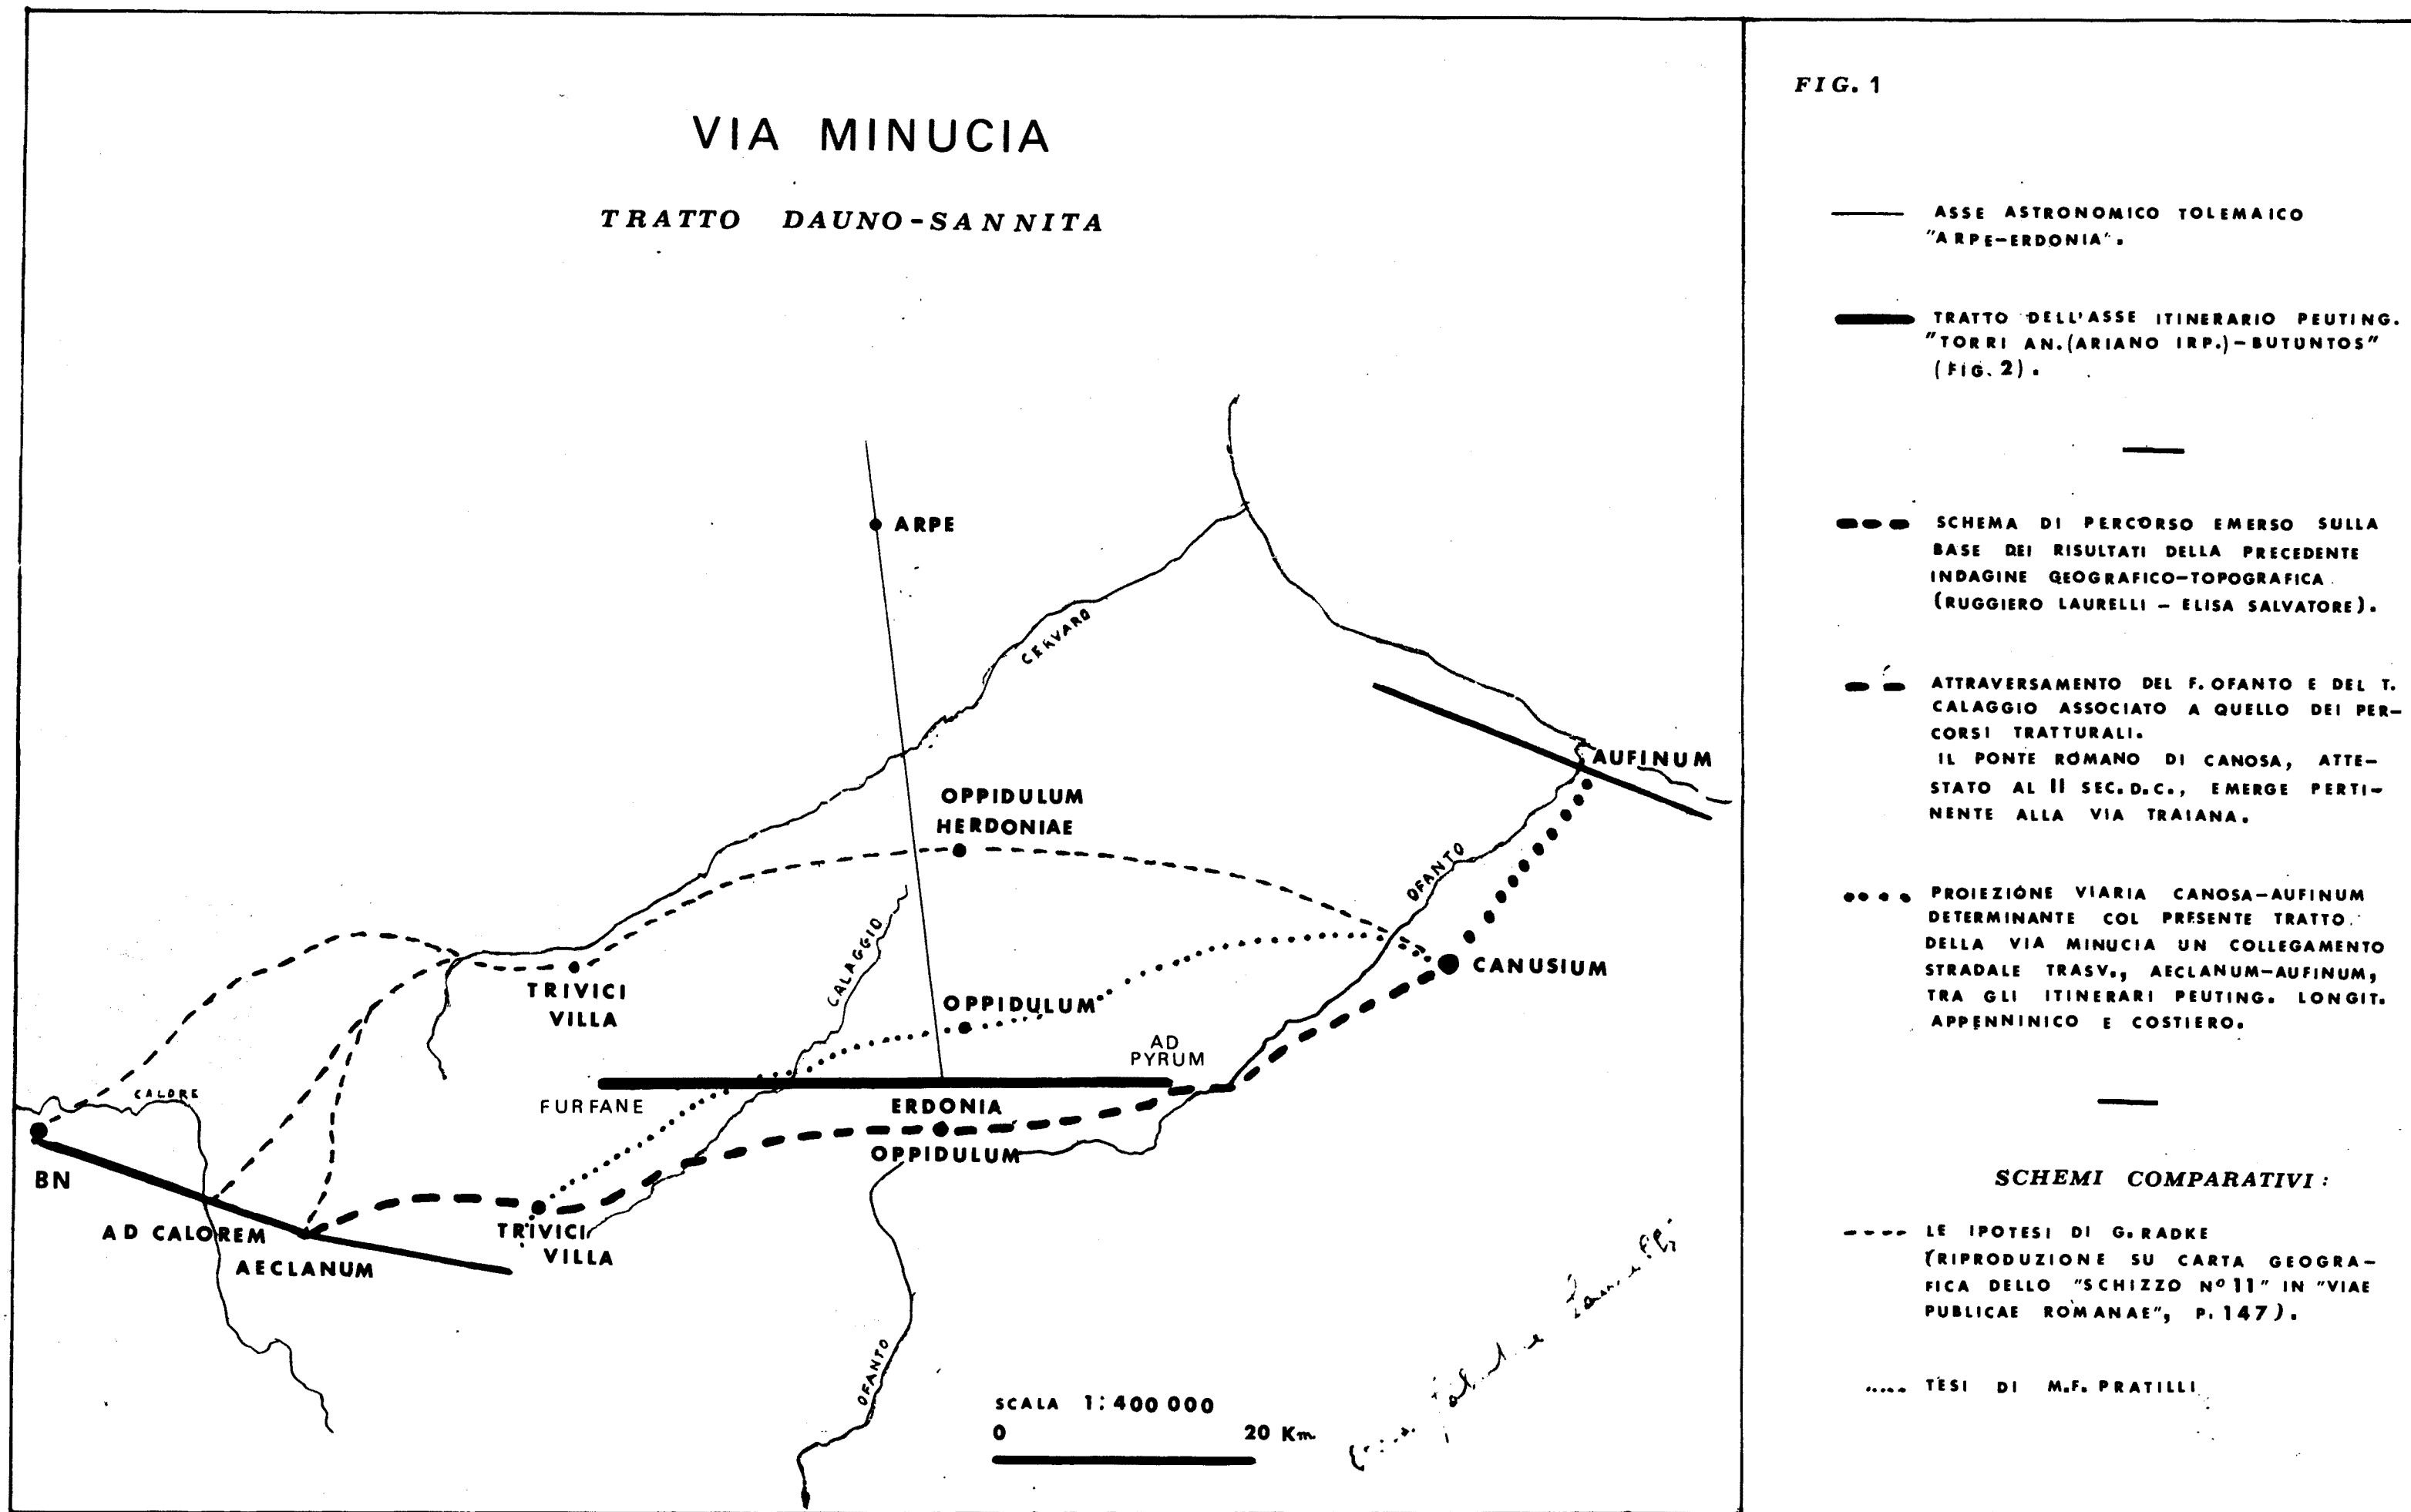 VIA MINUCIA
TRATTO DAUNO-SANNITA
ARPE
CERVARO
AUFINUM
OPPIDULUM
HERDONIAE
OFANTO
CALAGGIO
CANUSIUM
TRIVICI
VILLA
OPPIDULUM
AD
PYRUM
CALORE
FURFANE
ERDONIA
OPPIDULUM
BN
AD CALOREM
TRIVICI
VILLA
AECLANUM
OFANTO
SCALA 1:400 000
0 20 Km.
FIG. 1
ASSE ASTRONOMICO TOLEMAICO
"ARPE-ERDONIA".
TRATTO DELL'ASSE ITINERARIO PEUTING.
"TORRI AN.(ARIANO IRP.)-BUTUNTOS"
(FIG. 2).
SCHEMA DI PERCORSO EMERSO SULLA
BASE DEI RISULTATI DELLA PRECEDENTE
INDAGINE GEOGRAFICO-TOPOGRAFICA
(RUGGIERO LAURELLI - ELISA SALVATORE).
ATTRAVERSAMENTO DEL F. OFANTO E DEL T.
CALAGGIO ASSOCIATO A QUELLO DEI PER-
CORSI TRATTURALI.
IL PONTE ROMANO DI CANOSA, ATTE-
STATO AL II SEC. D.C., EMERGE PERTI-
NENTE ALLA VIA TRAIANA.
PROIEZIONE VIARIA CANOSA-AUFINUM
DETERMINANTE COL PRESENTE TRATTO
DELLA VIA MINUCIA UN COLLEGAMENTO
STRADALE TRASV., AECLANUM-AUFINUM,
TRA GLI ITINERARI PEUTING. LONGIT.
APPENNINICO E COSTIERO.
SCHEMI COMPARATIVI:
LE IPOTESI DI G. RADKE
(RIPRODUZIONE SU CARTA GEOGRA-
FICA DELLO "SCHIZZO Nº 11" IN "VIAE
PUBLICAE ROMANAE", P. 147).
TESI DI M.F. PRATILLI